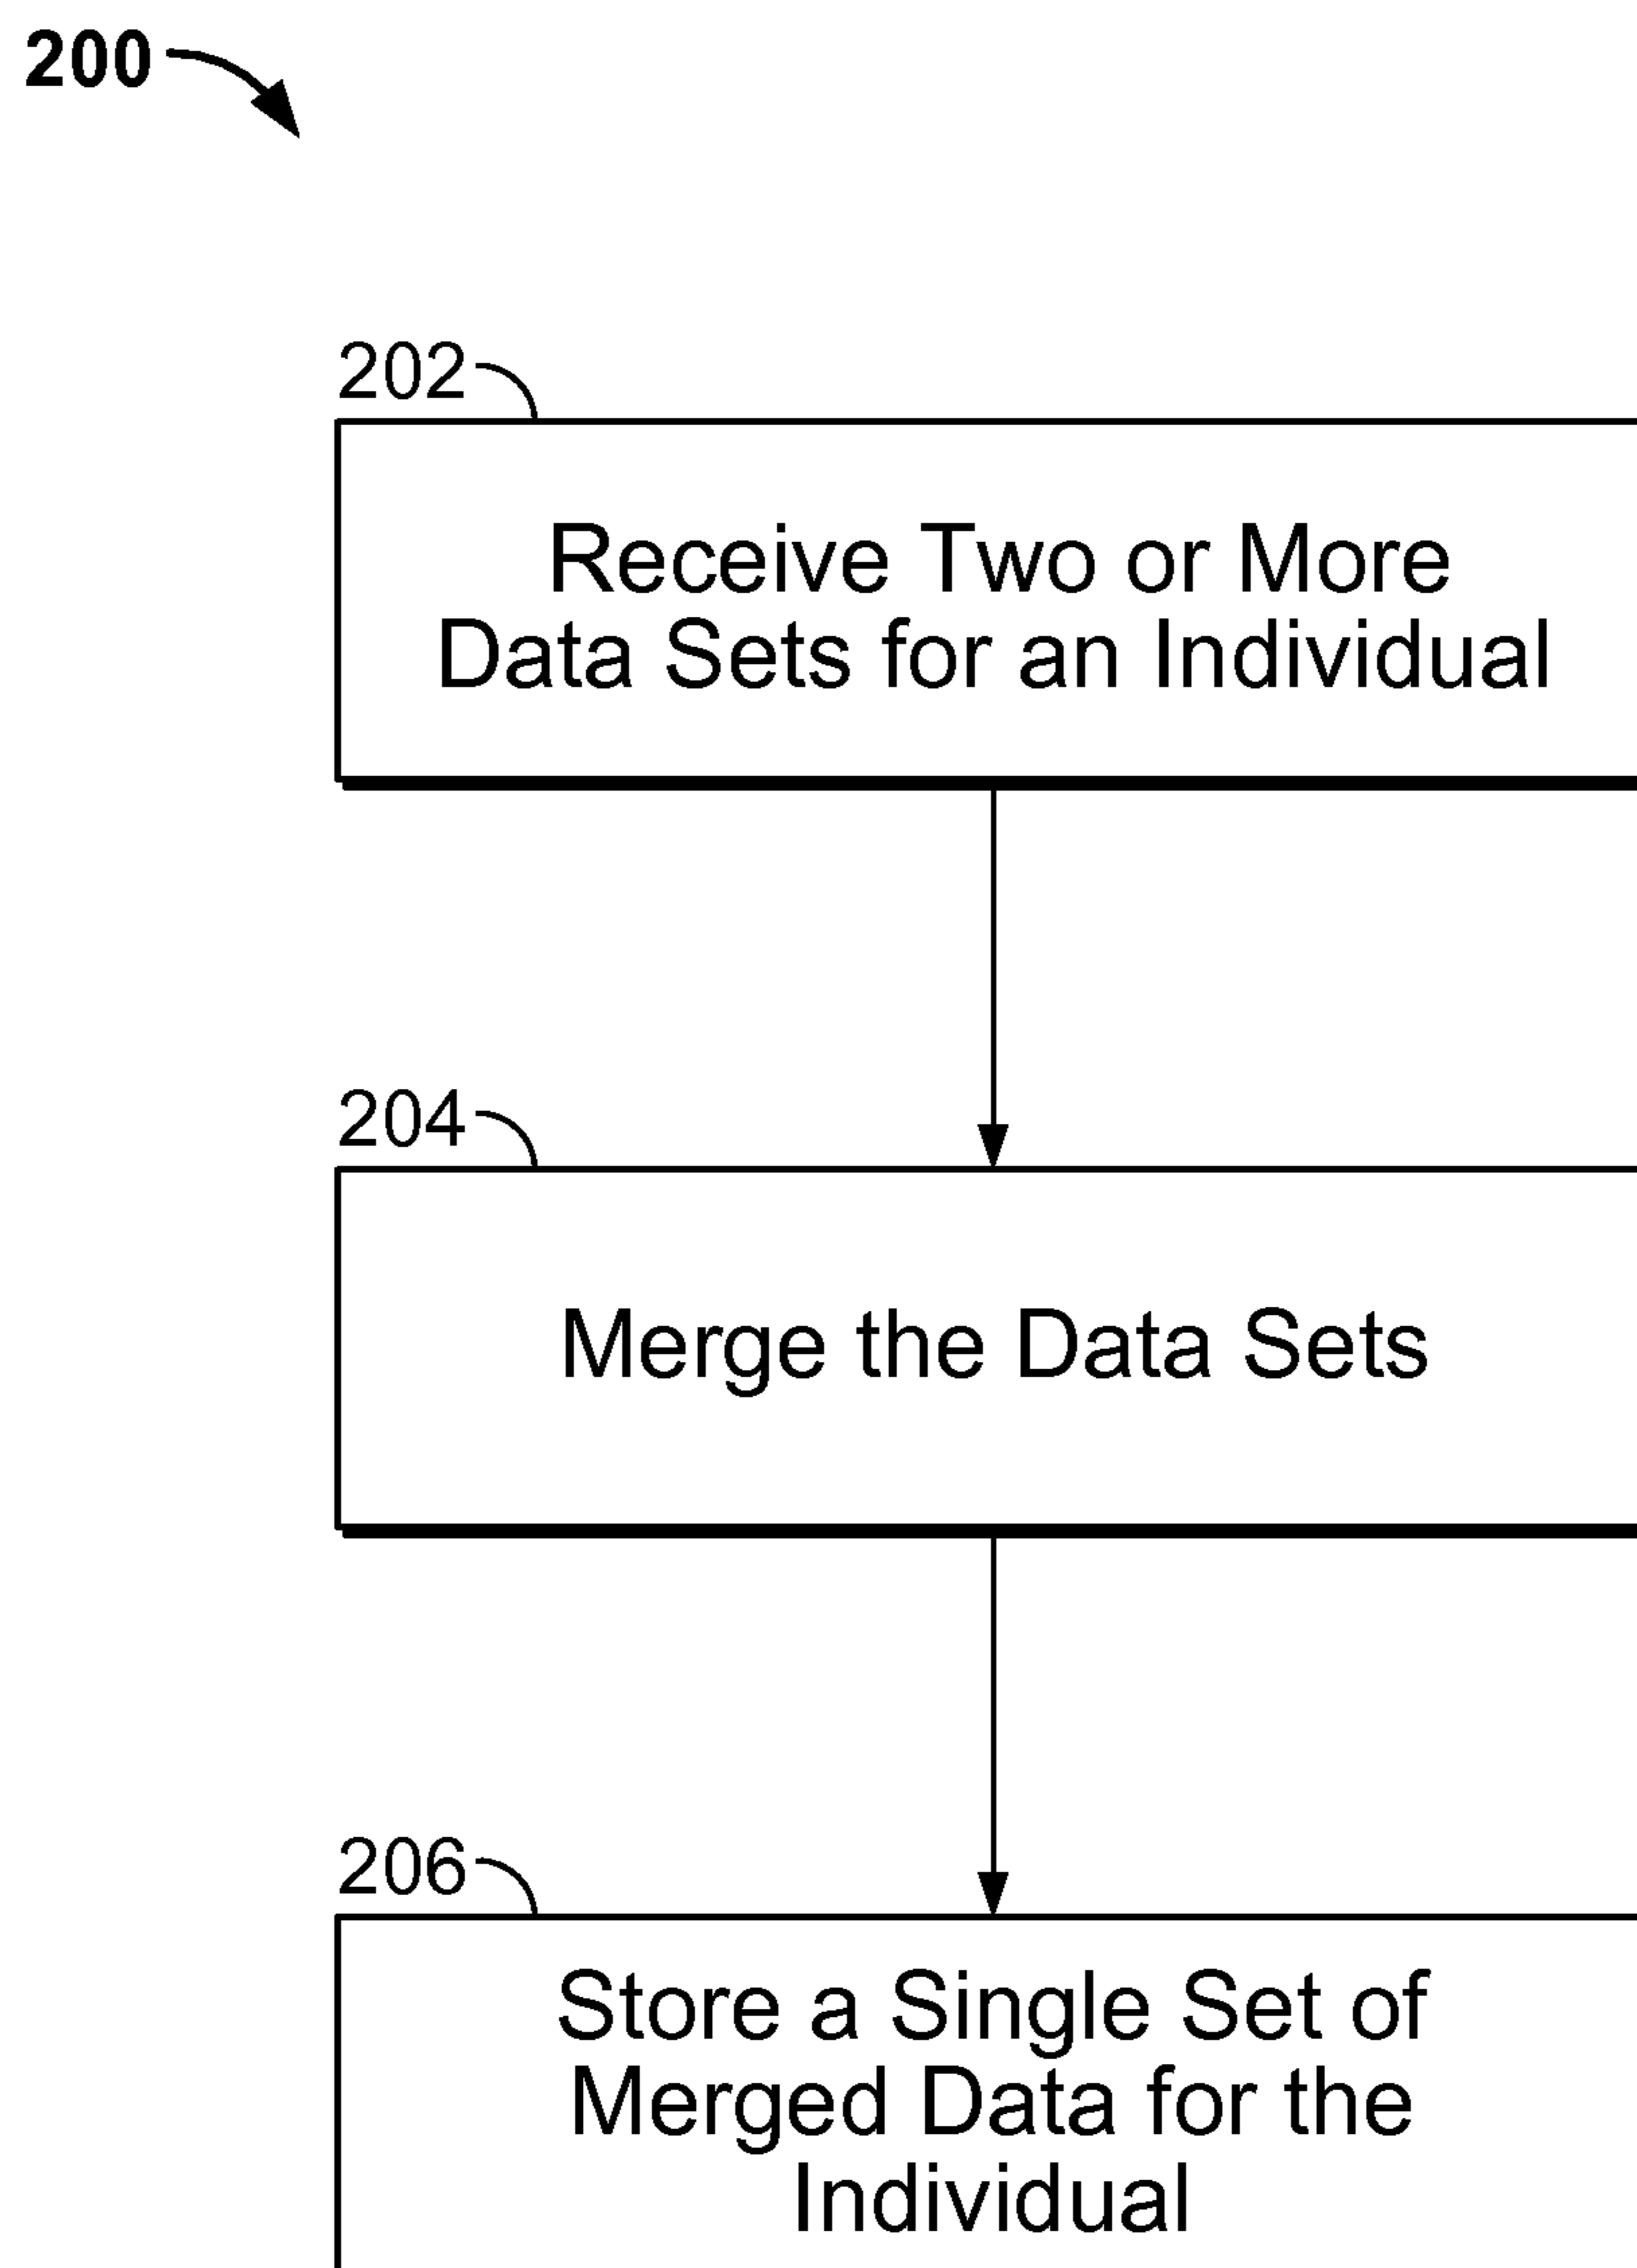 200
202
Receive Two or More
Data Sets for an Individual
204
Merge the Data Sets
206
Store a Single Set of
Merged Data for the
Individual